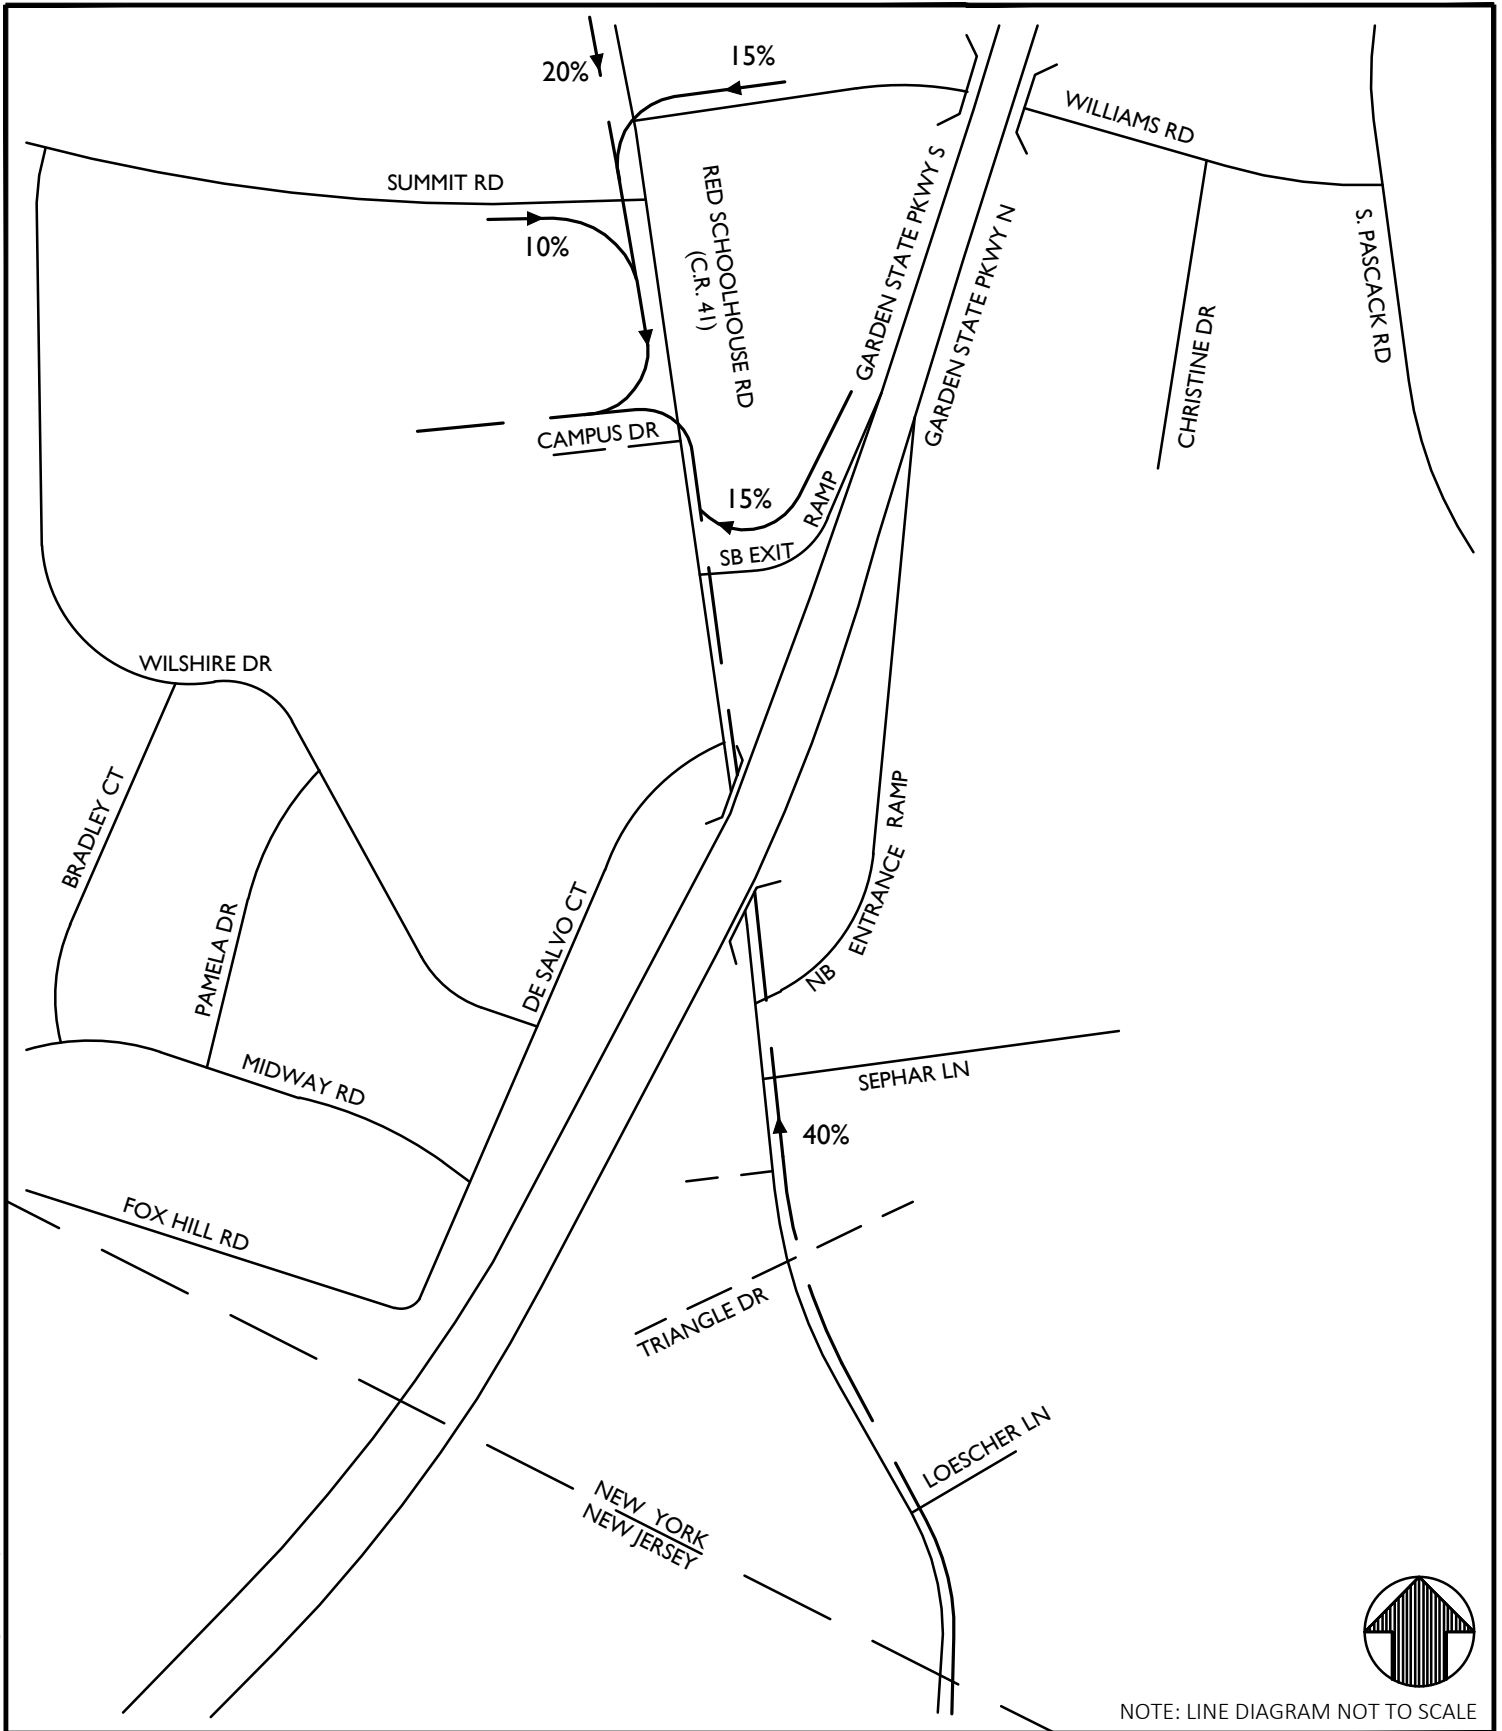 20%
15%
WILLIAMS RD
SUMMIT RD
10%
RED SCHOOLHOUSE RD
(C.R. 41)
GARDEN STATE PKWY S
GARDEN STATE PKWY N
S. PASCACK RD
CHRISTINE DR
CAMPUS DR
15%
RAMP
SB EXIT
WILSHIRE DR
BRADLEY CT
PAMELA DR
DE SALVO CT
NB ENTRANCE RAMP
MIDWAY RD
SEPHAR LN
40%
FOX HILL RD
TRIANGLE DR
LOESCHER LN
NEW YORK
NEW JERSEY
NOTE: LINE DIAGRAM NOT TO SCALE